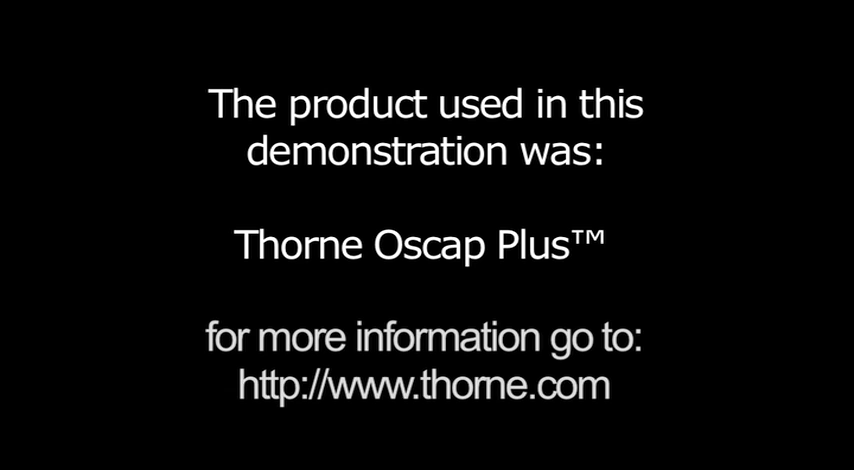 The product used in this
demonstration was:
Thorne Oscap Plus™
for more information go to:
http://www.thorne.com